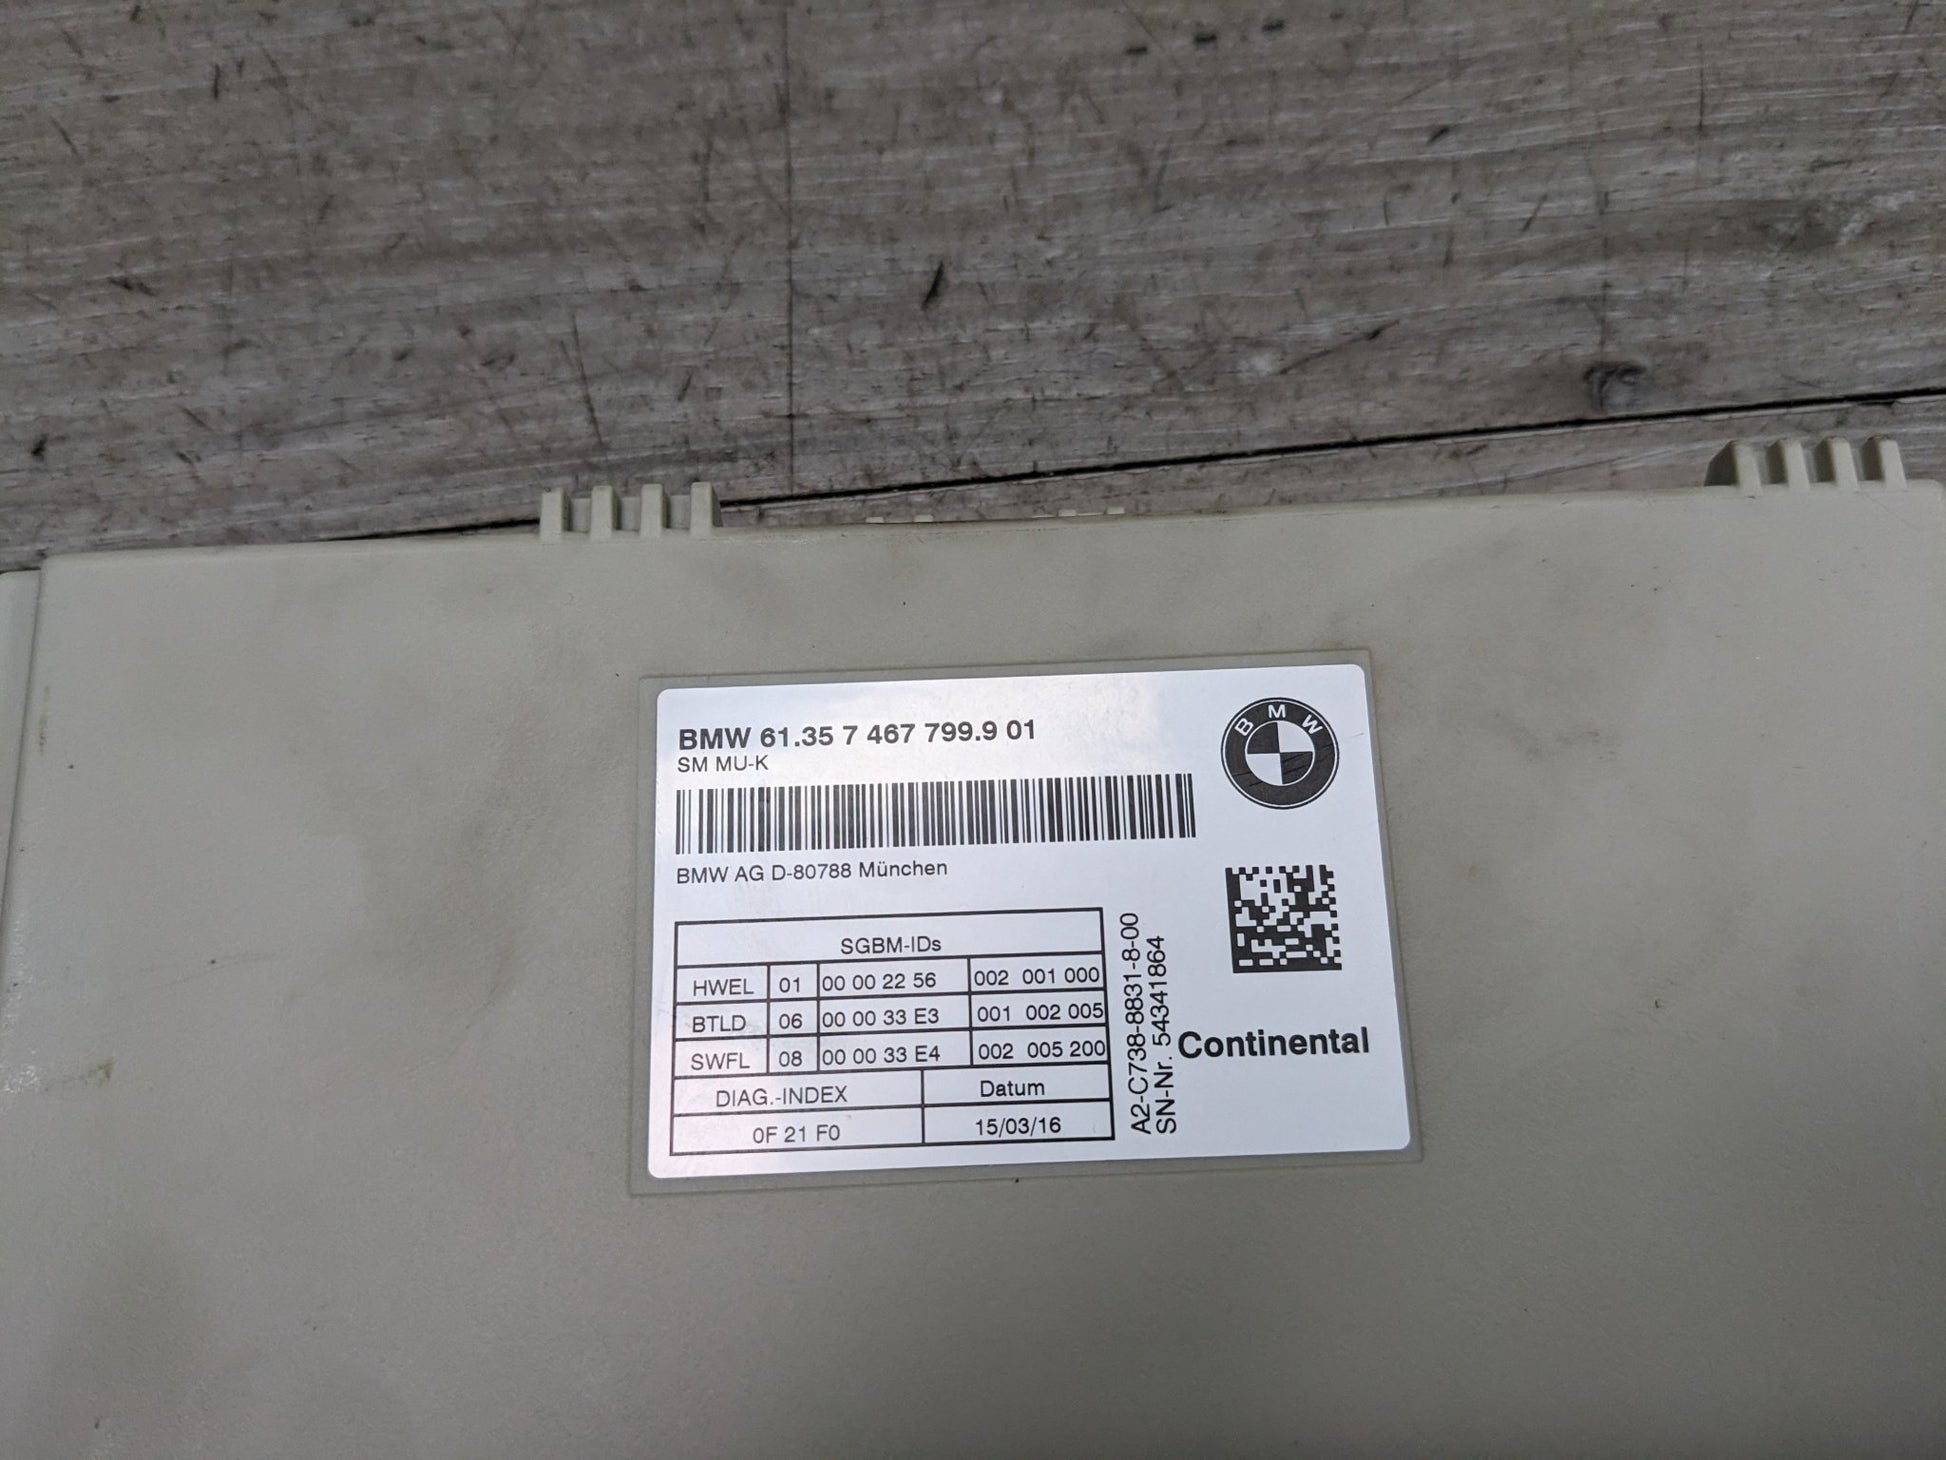 BMW 61.35 7 467 799.9 01
SM MU-K
BMW
BMW AG D-80788 München
SGBM-IDs
HWEL 01 00 00 22 56 002 001 000
BTLD 06 00 00 33 E3 001 002 005
SWFL 08 00 00 33 E4 002 005 200
DIAG.-INDEX Datum
0F 21 F0 15/03/16
A2-C738-8831-8-00
SN-Nr. 54341864
Continental